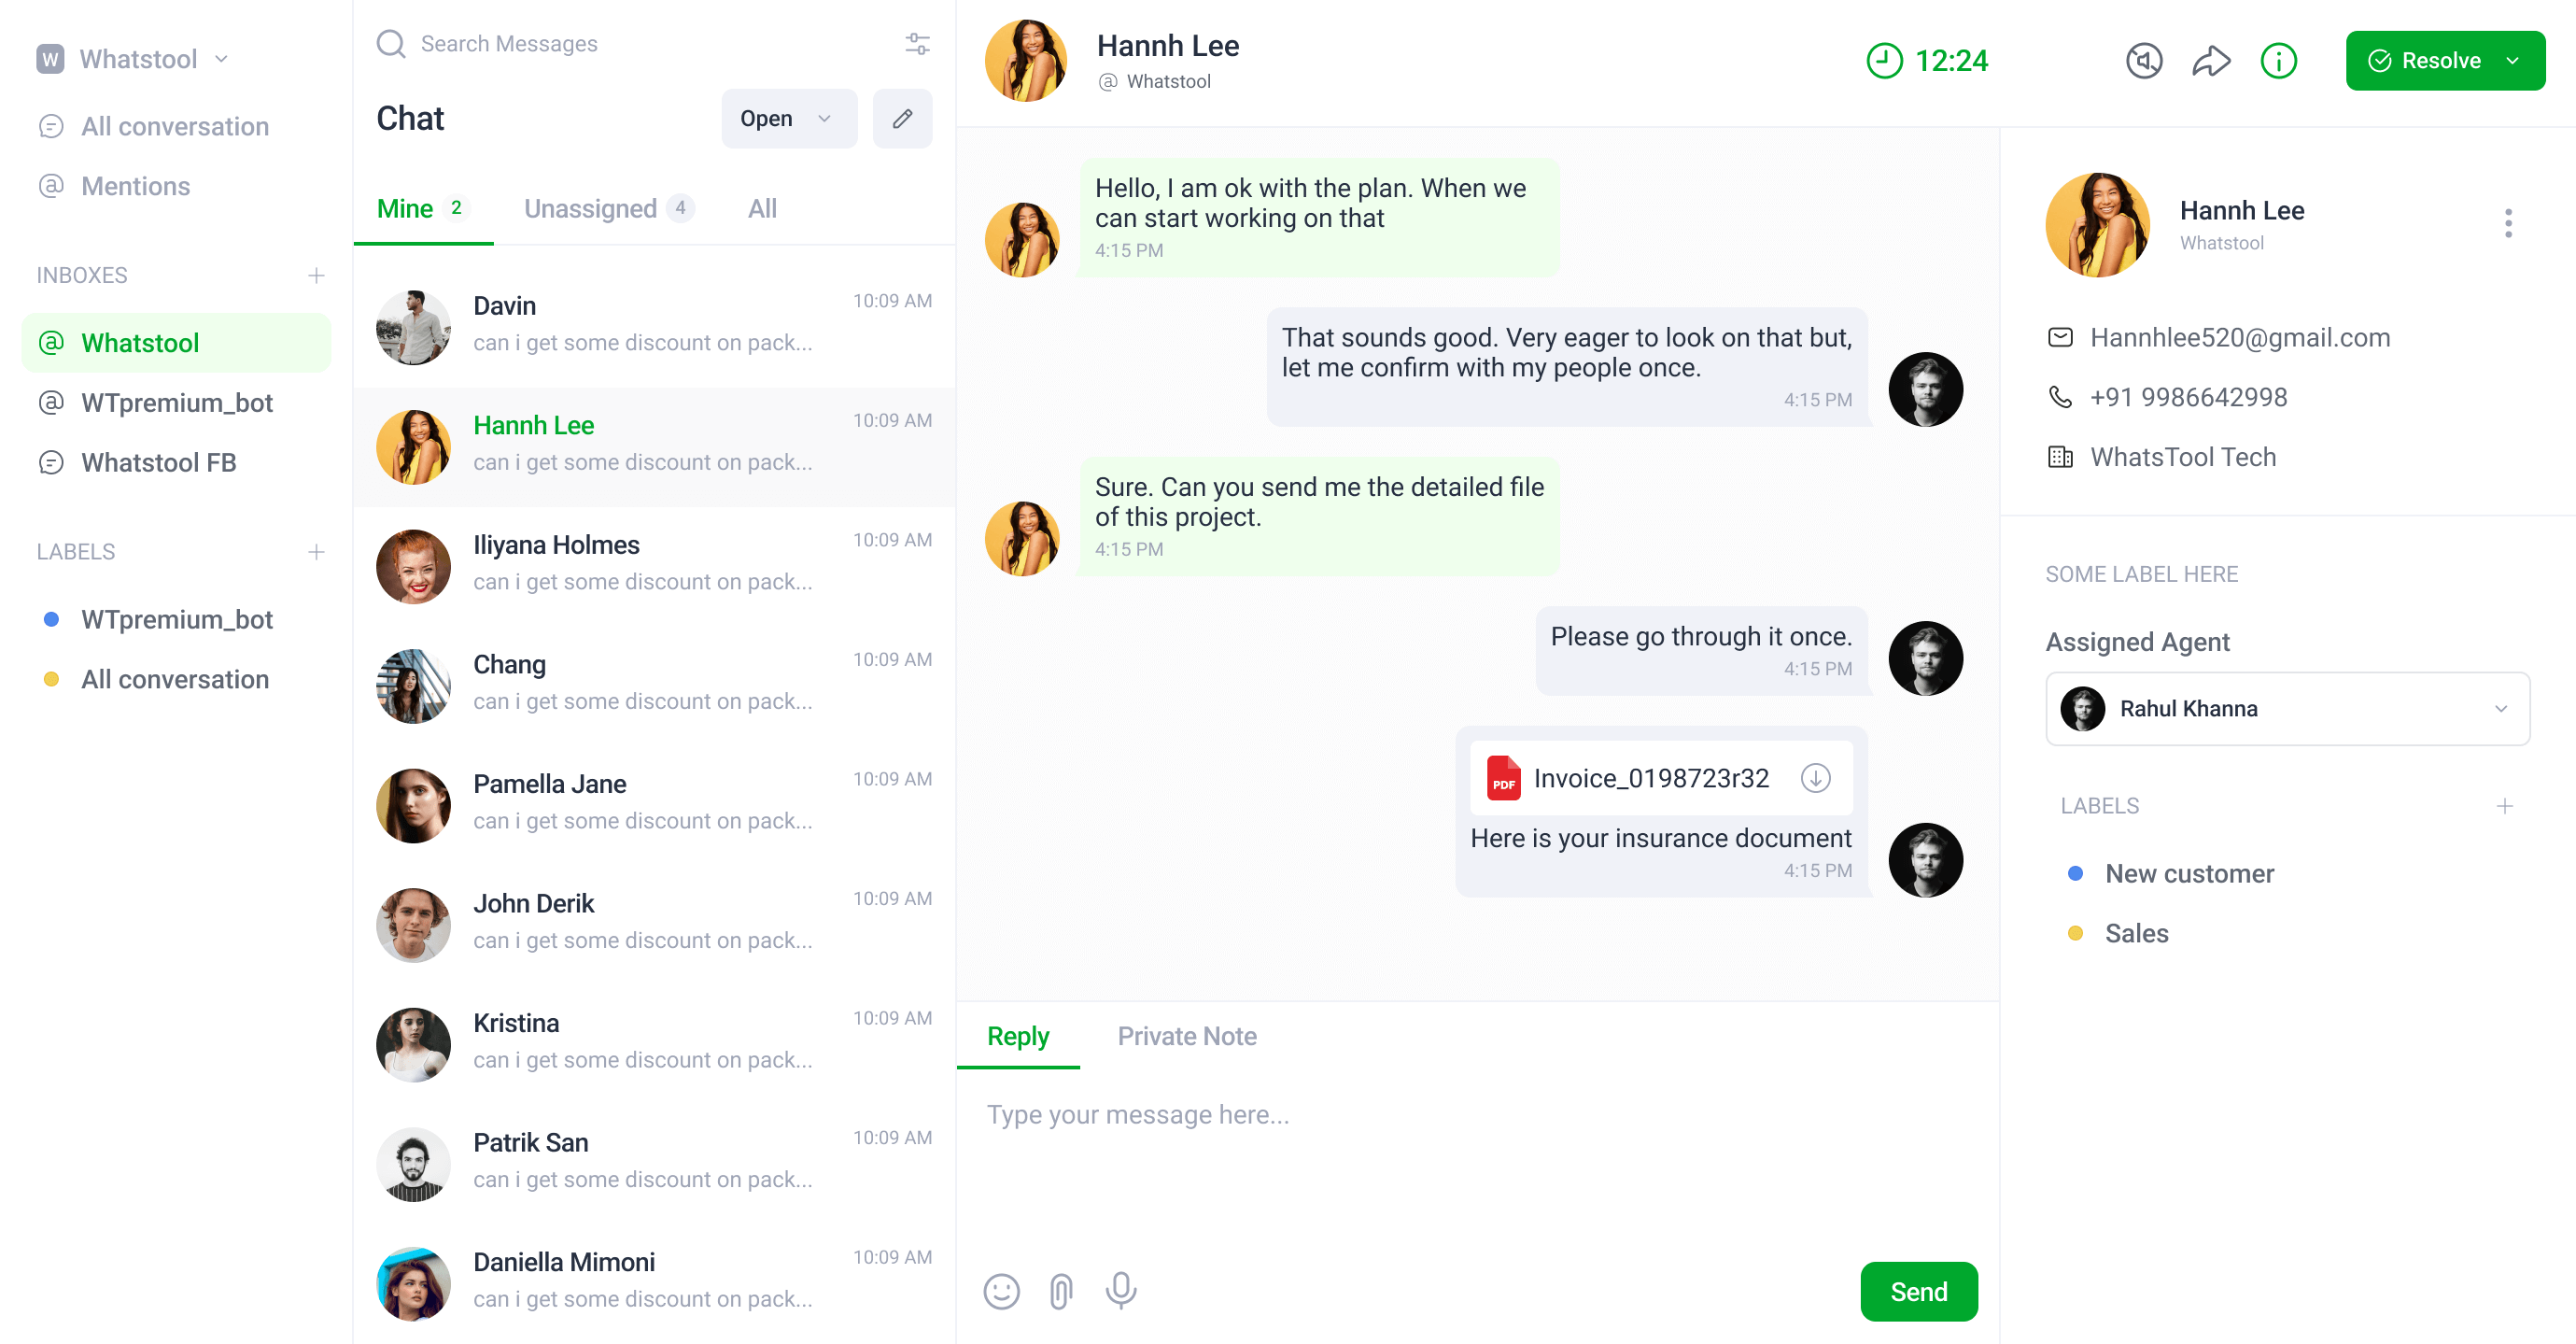 W Whatstool
All conversation
@ Mentions
INBOXES
@ Whatstool
@ WTpremium_bot
Whatstool FB
LABELS
WTpremium_bot
All conversation
Search Messages
Chat
Open
Mine 2 Unassigned 4 All
Davin 10:09 AM
can i get some discount on pack...
Hannh Lee 10:09 AM
can i get some discount on pack...
Iliyana Holmes 10:09 AM
can i get some discount on pack...
Chang 10:09 AM
can i get some discount on pack...
Pamella Jane 10:09 AM
can i get some discount on pack...
John Derik 10:09 AM
can i get some discount on pack...
Kristina 10:09 AM
can i get some discount on pack...
Patrik San 10:09 AM
can i get some discount on pack...
Daniella Mimoni 10:09 AM
can i get some discount on pack...
Hannh Lee
@ Whatstool
12:24
Resolve
Hello, I am ok with the plan. When we
can start working on that
4:15 PM
That sounds good. Very eager to look on that but,
let me confirm with my people once.
4:15 PM
Sure. Can you send me the detailed file
of this project.
4:15 PM
Please go through it once.
4:15 PM
PDF Invoice_0198723r32
Here is your insurance document
4:15 PM
Reply Private Note
Type your message here...
Send
Hannh Lee
Whatstool
Hannhlee520@gmail.com
+91 9986642998
WhatsTool Tech
SOME LABEL HERE
Assigned Agent
Rahul Khanna
LABELS
New customer
Sales